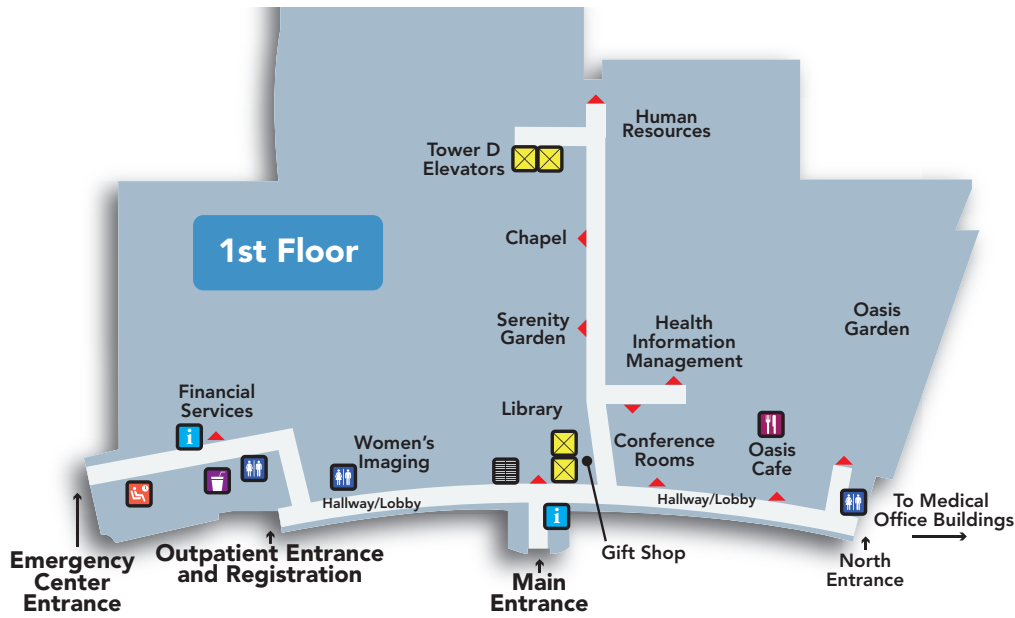 Human
Resources
Tower D
Elevators
1st Floor
Chapel
Serenity
Garden
Health
Information
Management
Oasis
Garden
Financial
Services
i
Library
Women's
Imaging
Conference
Rooms
Oasis
Cafe
Hallway/Lobby
Hallway/Lobby
i
To Medical
Office Buildings
Gift Shop
Emergency
Center
Entrance
Outpatient Entrance
and Registration
Main
Entrance
North
Entrance